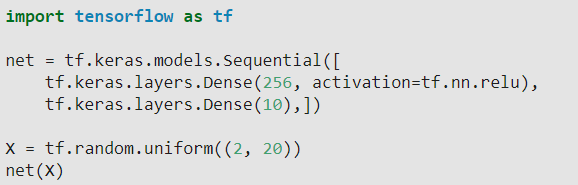 import tensorflow as tf
net = tf.keras.models.Sequential([
    tf.keras.layers.Dense(256, activation=tf.nn.relu),
    tf.keras.layers.Dense(10),])
X = tf.random.uniform((2, 20))
net(X)